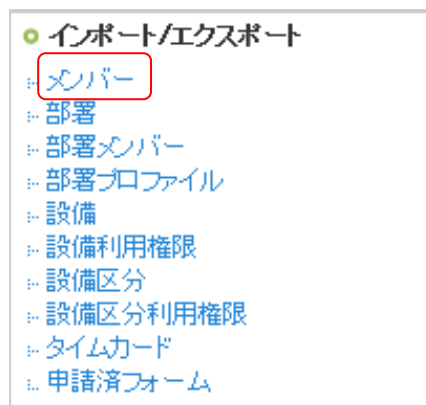 インポート/エクスポート
メンバー
部署
部署メンバー
部署プロファイル
設備
設備利用権限
設備区分
設備区分利用権限
タイムカード
申請済フォーム